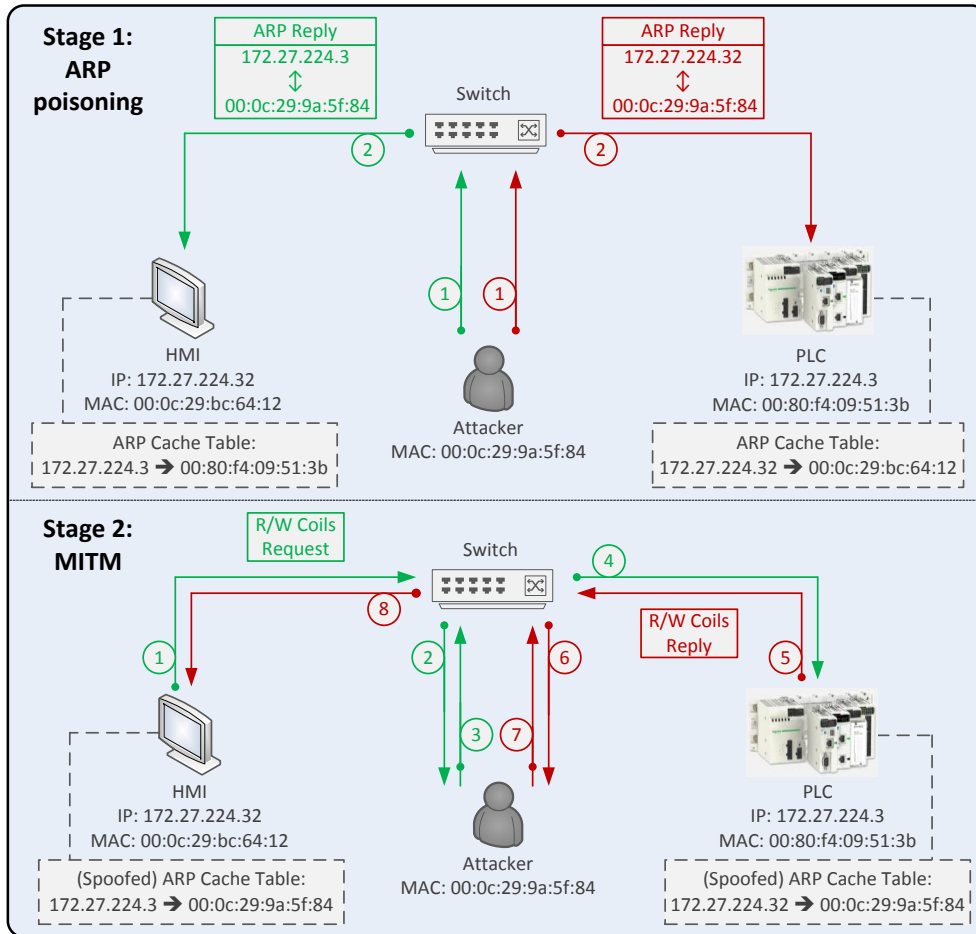 Stage 1:
ARP
poisoning
ARP Reply
172.27.224.3
↕
00:0c:29:9a:5f:84
ARP Reply
172.27.224.32
↕
00:0c:29:9a:5f:84
Switch
2
2
1
1
HMI
IP: 172.27.224.32
MAC: 00:0c:29:bc:64:12
ARP Cache Table:
172.27.224.3 ➔ 00:80:f4:09:51:3b
Attacker
MAC: 00:0c:29:9a:5f:84
PLC
IP: 172.27.224.3
MAC: 00:80:f4:09:51:3b
ARP Cache Table:
172.27.224.32 ➔ 00:0c:29:bc:64:12
Stage 2:
MITM
R/W Coils
Request
Switch
4
8
R/W Coils
Reply
1
2
6
5
3
7
HMI
IP: 172.27.224.32
MAC: 00:0c:29:bc:64:12
(Spoofed) ARP Cache Table:
172.27.224.3 ➔ 00:0c:29:9a:5f:84
Attacker
MAC: 00:0c:29:9a:5f:84
PLC
IP: 172.27.224.3
MAC: 00:80:f4:09:51:3b
(Spoofed) ARP Cache Table:
172.27.224.32 ➔ 00:0c:29:9a:5f:84